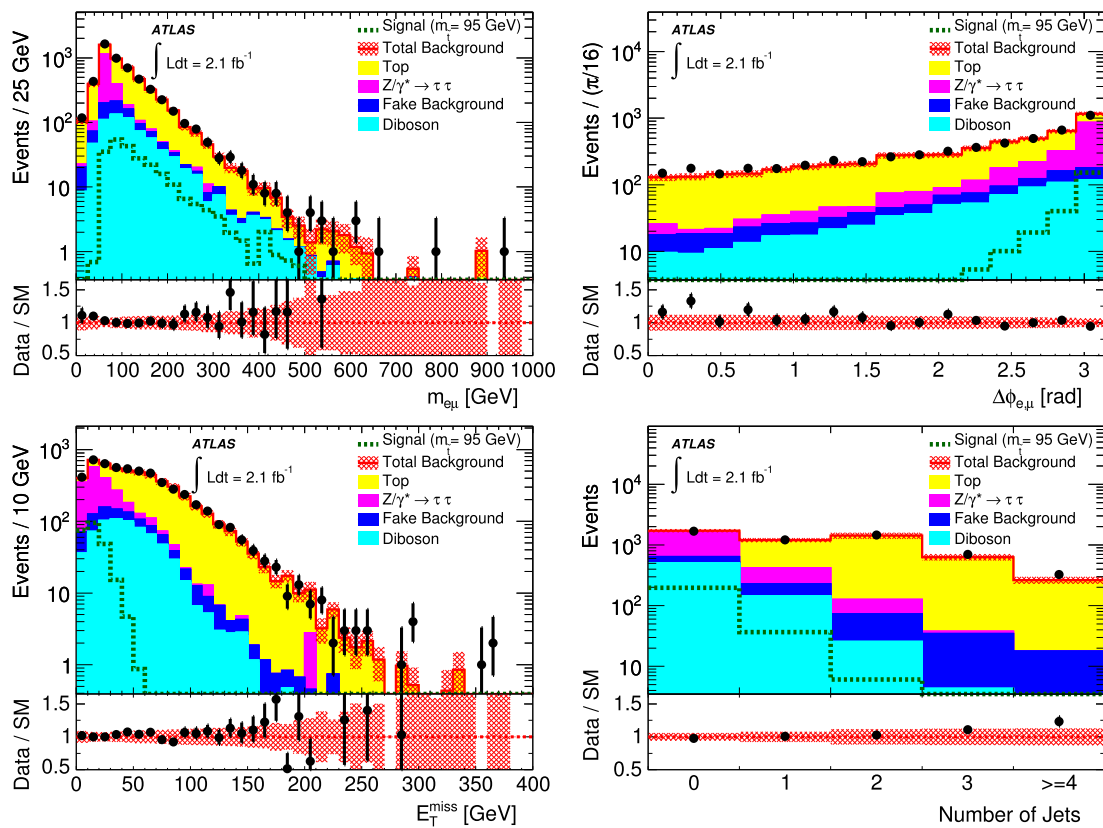 ATLAS
∫ Ldt = 2.1 fb⁻¹
Signal (m_t̃ = 95 GeV)
Total Background
Top
Z/γ* → τ τ
Fake Background
Diboson
Events / 25 GeV
10³
10²
10
1
Data / SM
1.5
1
0.5
0 100 200 300 400 500 600 700 800 900 1000
m_eμ [GeV]
ATLAS
∫ Ldt = 2.1 fb⁻¹
Signal (m_t̃ = 95 GeV)
Total Background
Top
Z/γ* → τ τ
Fake Background
Diboson
Events / (π/16)
10⁴
10³
10²
10
Data / SM
1.5
1
0.5
0 0.5 1 1.5 2 2.5 3
Δϕ_e,μ [rad]
ATLAS
∫ Ldt = 2.1 fb⁻¹
Signal (m_t̃ = 95 GeV)
Total Background
Top
Z/γ* → τ τ
Fake Background
Diboson
Events / 10 GeV
10³
10²
10
1
Data / SM
1.5
1
0.5
0 50 100 150 200 250 300 350 400
E_T^miss [GeV]
ATLAS
∫ Ldt = 2.1 fb⁻¹
Signal (m_t̃ = 95 GeV)
Total Background
Top
Z/γ* → τ τ
Fake Background
Diboson
Events
10⁴
10³
10²
10
Data / SM
1.5
1
0.5
0 1 2 3 >=4
Number of Jets